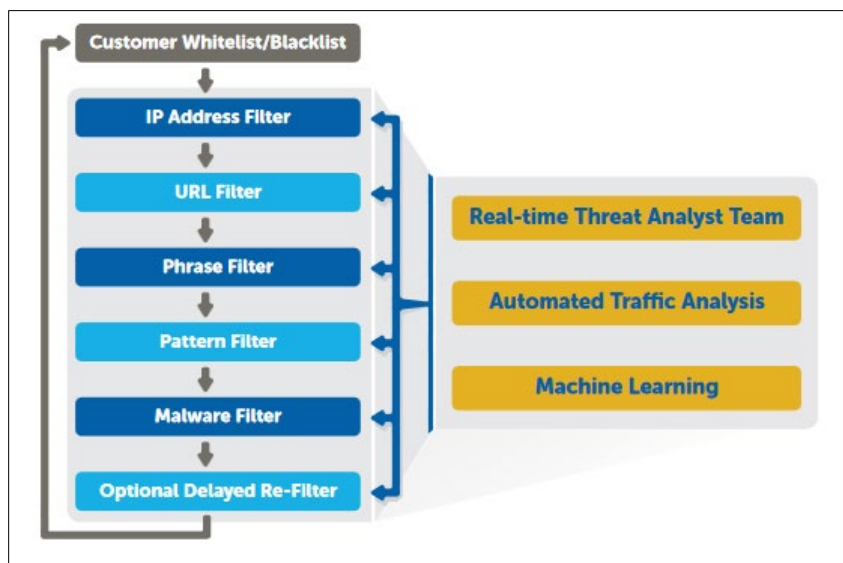 Customer Whitelist/Blacklist
IP Address Filter
URL Filter
Phrase Filter
Pattern Filter
Malware Filter
Optional Delayed Re-Filter
Real-time Threat Analyst Team
Automated Traffic Analysis
Machine Learning